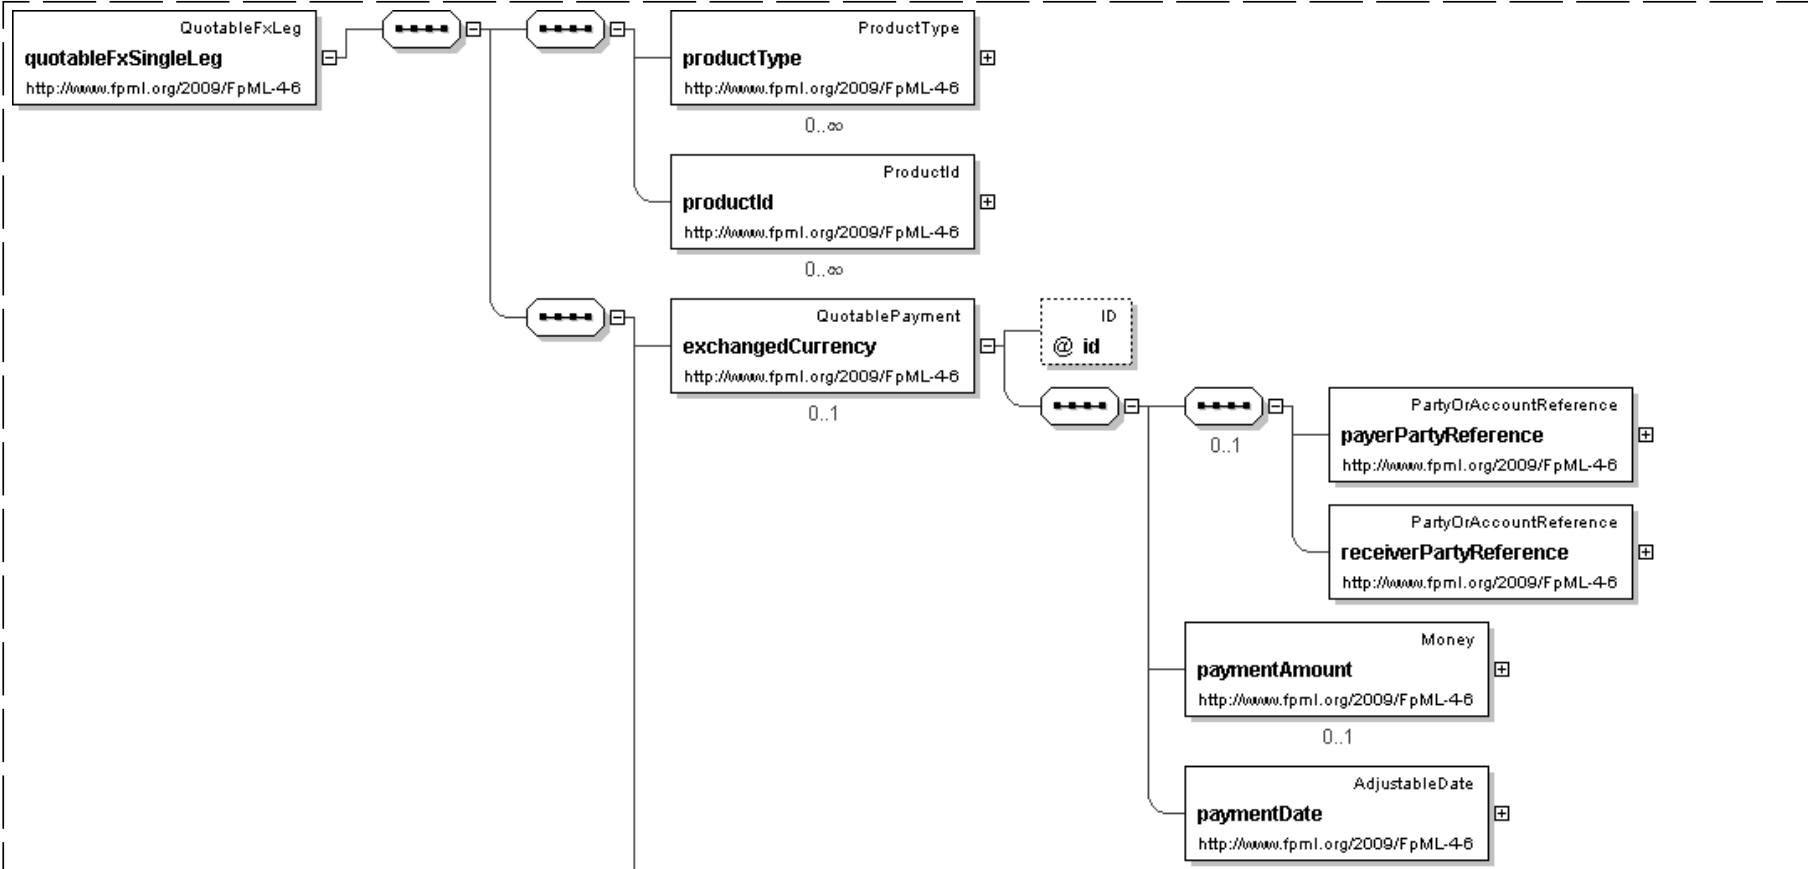 QuotableFxLeg
quotableFxSingleLeg
http://www.fpml.org/2009/FpML-4-6
ProductType
productType
http://www.fpml.org/2009/FpML-4-6
0..∞
ProductId
productId
http://www.fpml.org/2009/FpML-4-6
0..∞
QuotablePayment
exchangedCurrency
http://www.fpml.org/2009/FpML-4-6
0..1
ID
@ id
0..1
PartyOrAccountReference
payerPartyReference
http://www.fpml.org/2009/FpML-4-6
PartyOrAccountReference
receiverPartyReference
http://www.fpml.org/2009/FpML-4-6
Money
paymentAmount
http://www.fpml.org/2009/FpML-4-6
0..1
AdjustableDate
paymentDate
http://www.fpml.org/2009/FpML-4-6